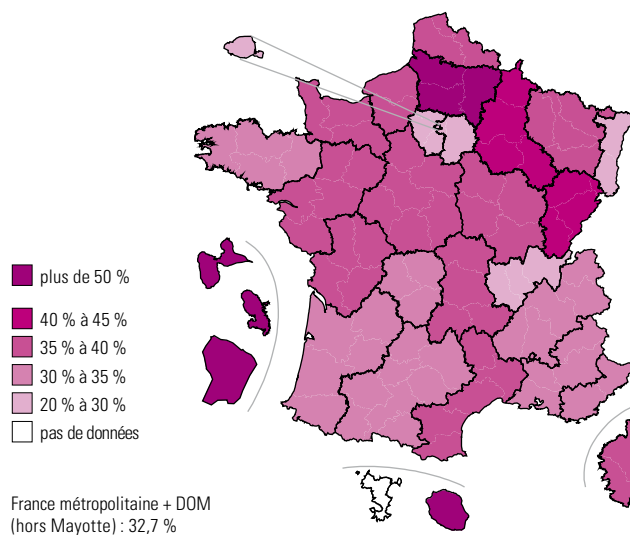 plus de 50 %
40 % à 45 %
35 % à 40 %
30 % à 35 %
20 % à 30 %
pas de données
France métropolitaine + DOM
(hors Mayotte) : 32,7 %